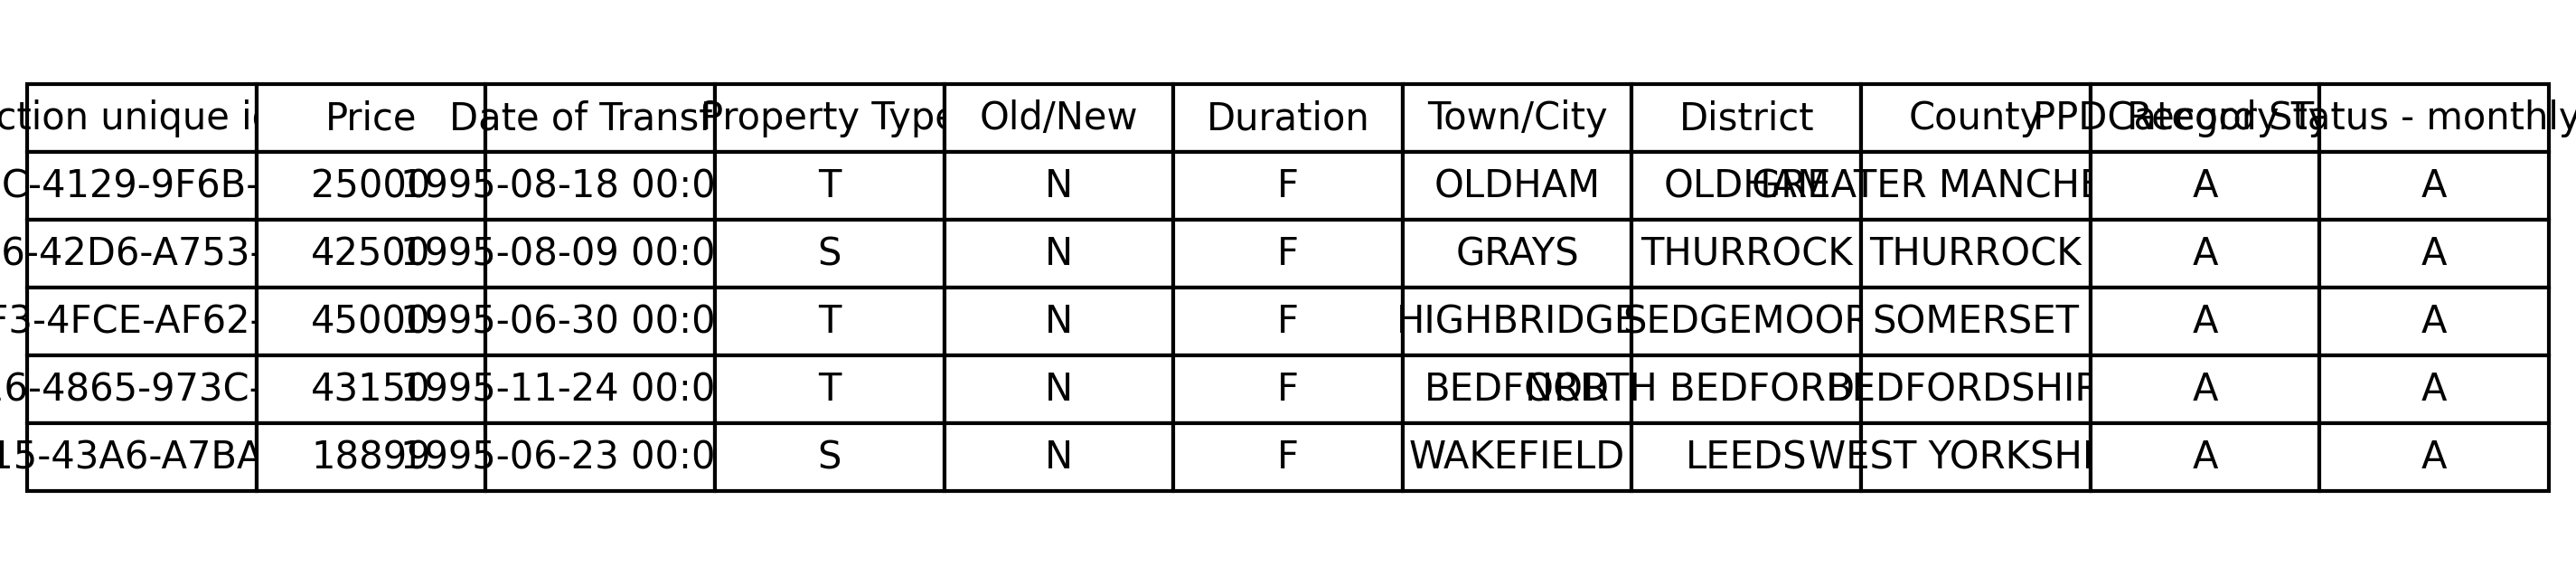 ction unique i Price Date of Transf Property Type Old/New Duration Town/City District County PPDCategory Type Record Status - monthly
C-4129-9F6B- 25000 1995-08-18 00:0 T N F OLDHAM OLDHAM GREATER MANCHE A A
6-42D6-A753- 42500 1995-08-09 00:0 S N F GRAYS THURROCK THURROCK A A
F3-4FCE-AF62- 45000 1995-06-30 00:0 T N F HIGHBRIDGE SEDGEMOOR SOMERSET A A
16-4865-973C- 43150 1995-11-24 00:0 T N F BEDFORD NORTH BEDFORD BEDFORDSHIR A A
15-43A6-A7BA 18899 1995-06-23 00:0 S N F WAKEFIELD LEEDS WEST YORKSHI A A